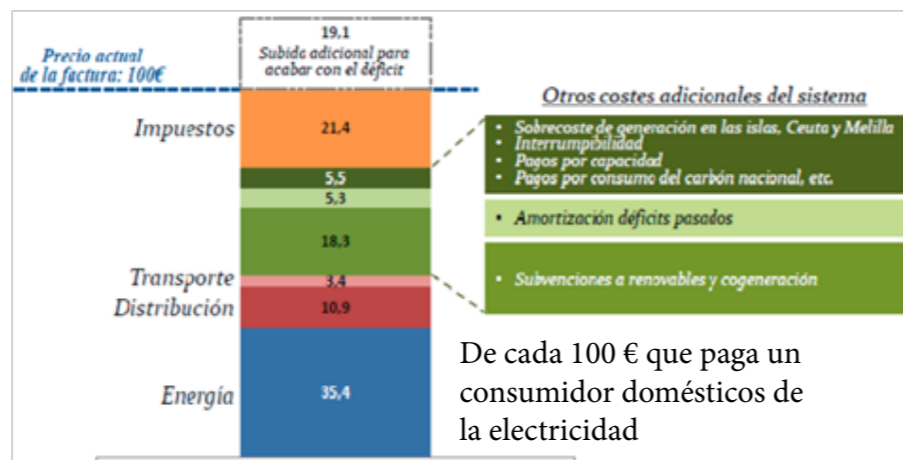 19,1
Subida adicional para
acabar con el déficit
Precio actual
de la factura: 100€
Otros costes adicionales del sistema
Impuestos
21,4
• Sobrecoste de generación en las islas, Ceuta y Melilla
• Interrumpibilidad
• Pagos por capacidad
• Pagos por consumo del carbón nacional, etc.
5,5
5,3
• Amortización déficits pasados
18,3
• Subvenciones a renovables y cogeneración
Transporte
3,4
Distribución
10,9
De cada 100 € que paga un
consumidor domésticos de
la electricidad
Energía
35,4